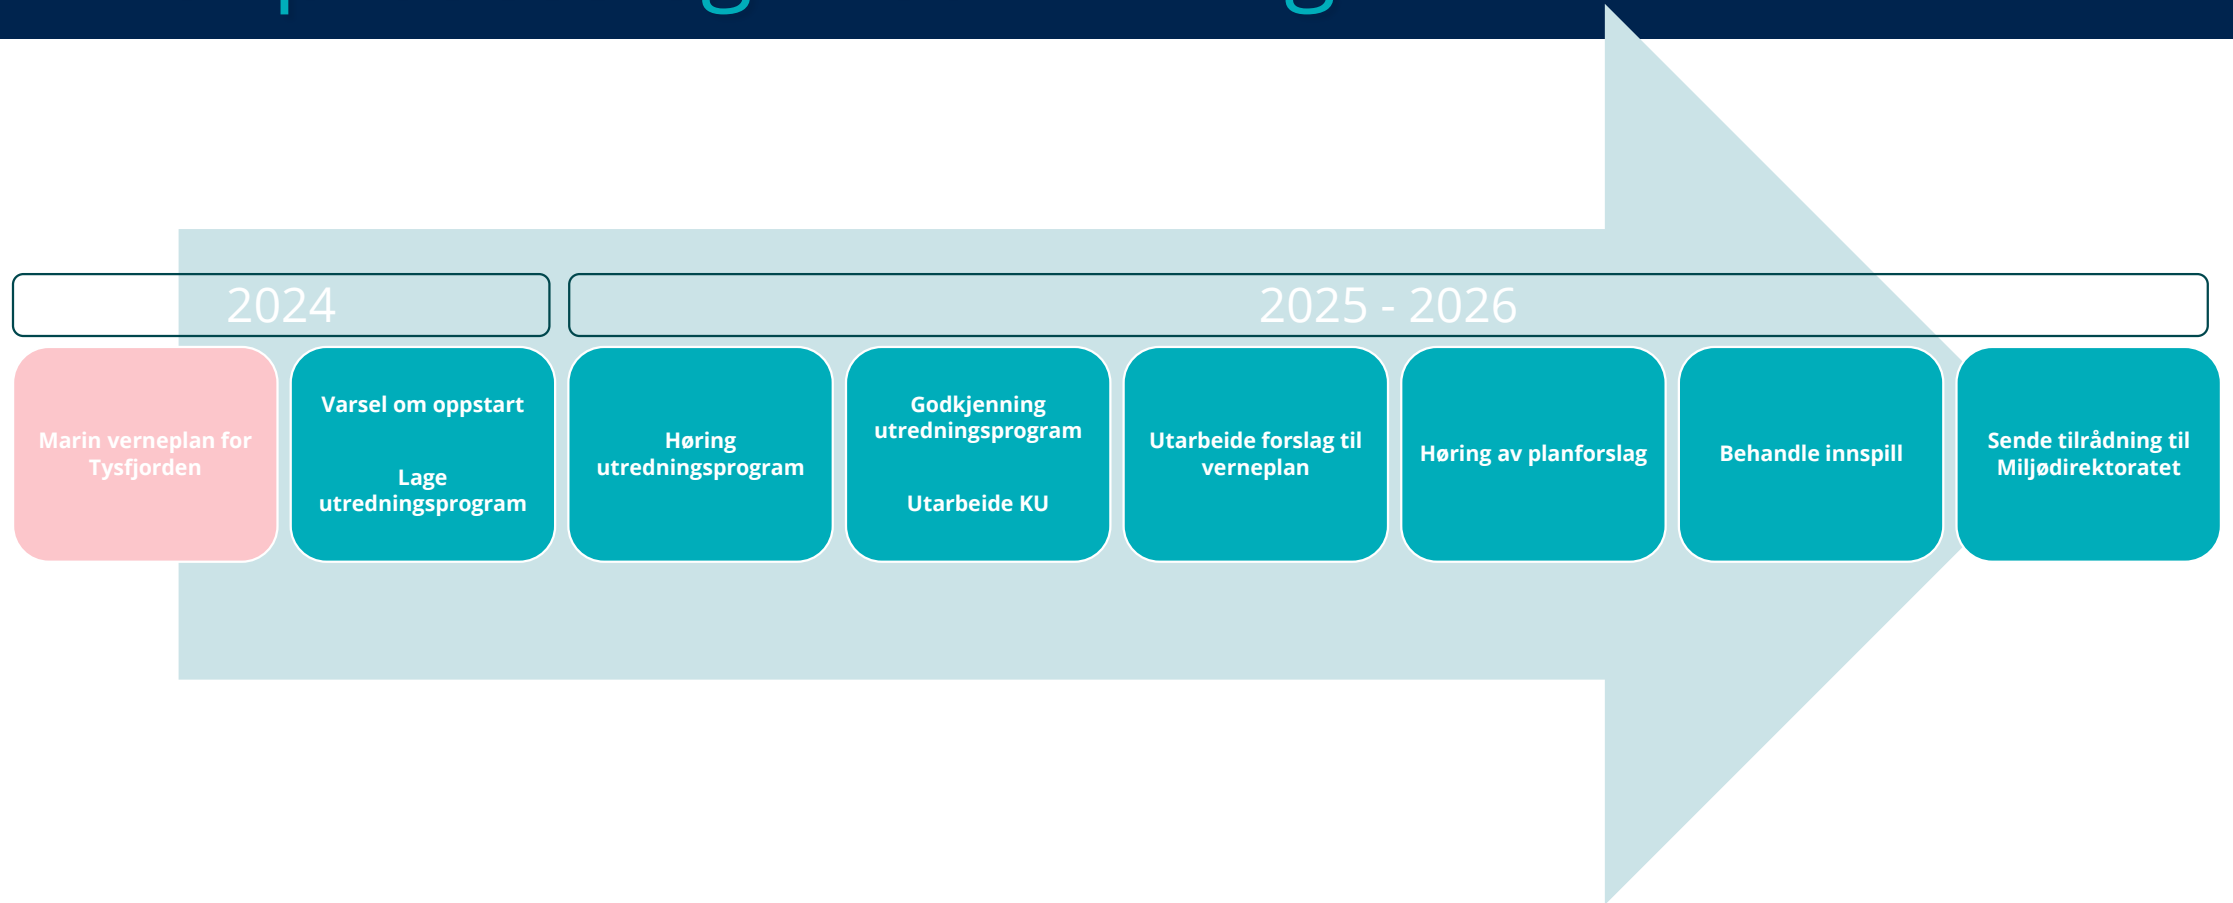 2024
2025 - 2026
Marin verneplan for
Tysfjorden
Varsel om oppstart
Lage
utredningsprogram
Høring
utredningsprogram
Godkjenning
utredningsprogram
Utarbeide KU
Utarbeide forslag til
verneplan
Høring av planforslag
Behandle innspill
Sende tilrådning til
Miljødirektoratet